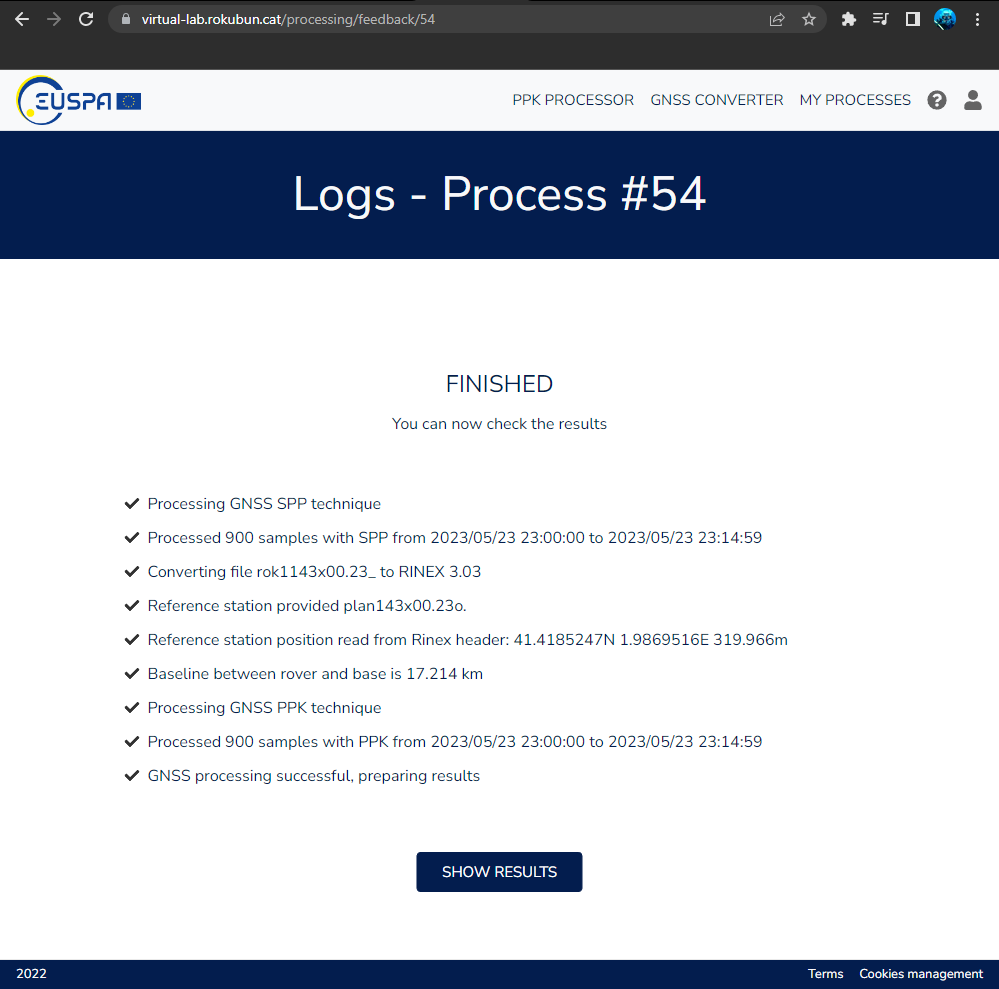 virtual-lab.rokubun.cat/processing/feedback/54
EUSPA
PPK PROCESSOR GNSS CONVERTER MY PROCESSES ?
Logs - Process #54
FINISHED
You can now check the results
Processing GNSS SPP technique
Processed 900 samples with SPP from 2023/05/23 23:00:00 to 2023/05/23 23:14:59
Converting file rok1143x00.23_ to RINEX 3.03
Reference station provided plan143x00.23o.
Reference station position read from Rinex header: 41.4185247N 1.9869516E 319.966m
Baseline between rover and base is 17.214 km
Processing GNSS PPK technique
Processed 900 samples with PPK from 2023/05/23 23:00:00 to 2023/05/23 23:14:59
GNSS processing successful, preparing results
SHOW RESULTS
2022 Terms Cookies management